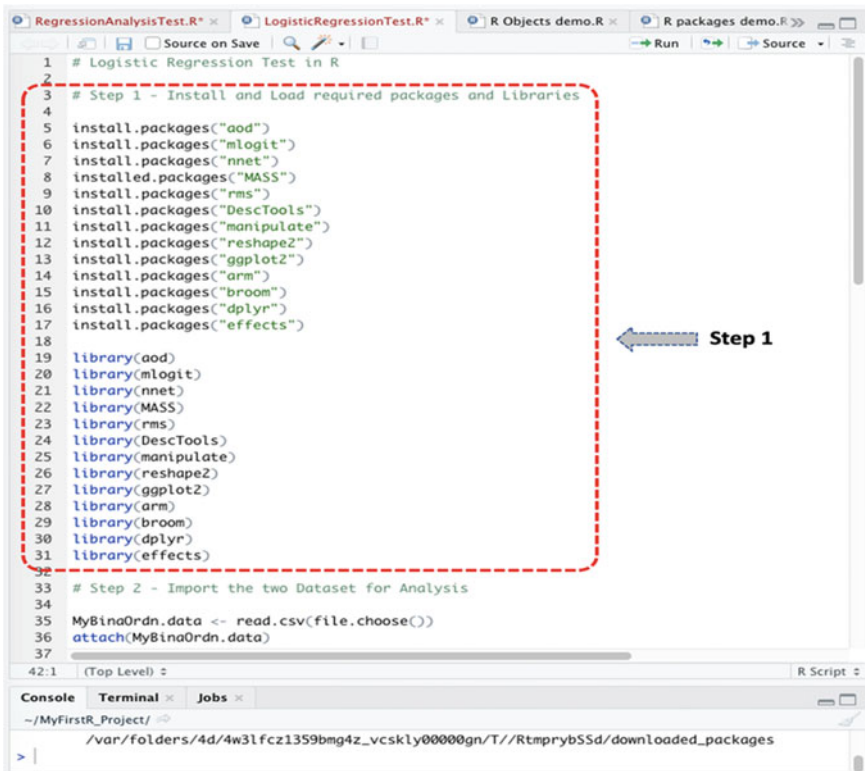 RegressionAnalysisTest.R* × LogisticRegressionTest.R* × R Objects demo.R × R packages demo.R
Source on Save Run Source
1 # Logistic Regression Test in R
2
3 # Step 1 - Install and Load required packages and Libraries
4
5 install.packages("aod")
6 install.packages("mlogit")
7 install.packages("nnet")
8 installed.packages("MASS")
9 install.packages("rms")
10 install.packages("DescTools")
11 install.packages("manipulate")
12 install.packages("reshape2")
13 install.packages("ggplot2")
14 install.packages("arm")
15 install.packages("broom")
16 install.packages("dplyr")
17 install.packages("effects")
18
Step 1
19 library(aod)
20 library(mlogit)
21 library(nnet)
22 library(MASS)
23 library(rms)
24 library(DescTools)
25 library(manipulate)
26 library(reshape2)
27 library(ggplot2)
28 library(arm)
29 library(broom)
30 library(dplyr)
31 library(effects)
32
33 # Step 2 - Import the two Dataset for Analysis
34
35 MyBinaOrdn.data <- read.csv(file.choose())
36 attach(MyBinaOrdn.data)
37
42:1 (Top Level) R Script
Console Terminal × Jobs ×
~/MyFirstR_Project/
/var/folders/4d/4w3lfcz1359bmg4z_vcskly00000gn/T//RtmprybSSd/downloaded_packages
>